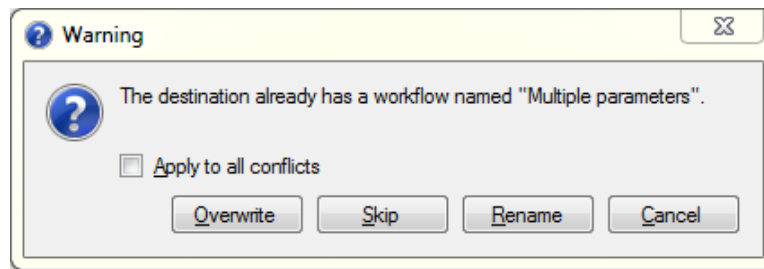 Warning
The destination already has a workflow named "Multiple parameters".
Apply to all conflicts
Overwrite Skip Rename Cancel